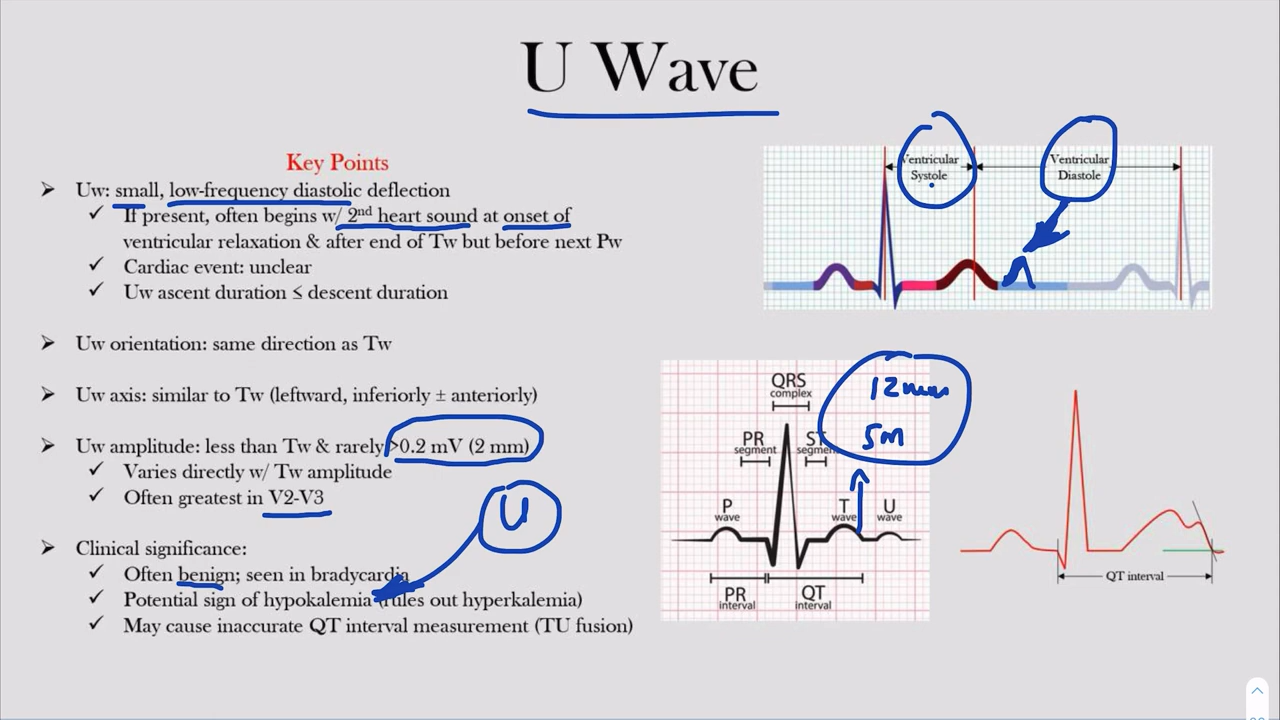 U Wave
Key Points
➤ Uw: small, low-frequency diastolic deflection
✓ If present, often begins w/ 2nd heart sound at onset of
ventricular relaxation & after end of Tw but before next Pw
✓ Cardiac event: unclear
✓ Uw ascent duration ≤ descent duration
➤ Uw orientation: same direction as Tw
➤ Uw axis: similar to Tw (leftward, inferiorly ± anteriorly)
➤ Uw amplitude: less than Tw & rarely >0.2 mV (2 mm)
✓ Varies directly w/ Tw amplitude
✓ Often greatest in V2-V3
U
➤ Clinical significance:
✓ Often benign; seen in bradycardia
✓ Potential sign of hypokalemia (rules out hyperkalemia)
✓ May cause inaccurate QT interval measurement (TU fusion)
Ventricular
Systole
Ventricular
Diastole
QRS
complex
12mm
5m
PR
segment
ST
segment
P
wave
T
wave
U
wave
PR
interval
QT
interval
QT interval